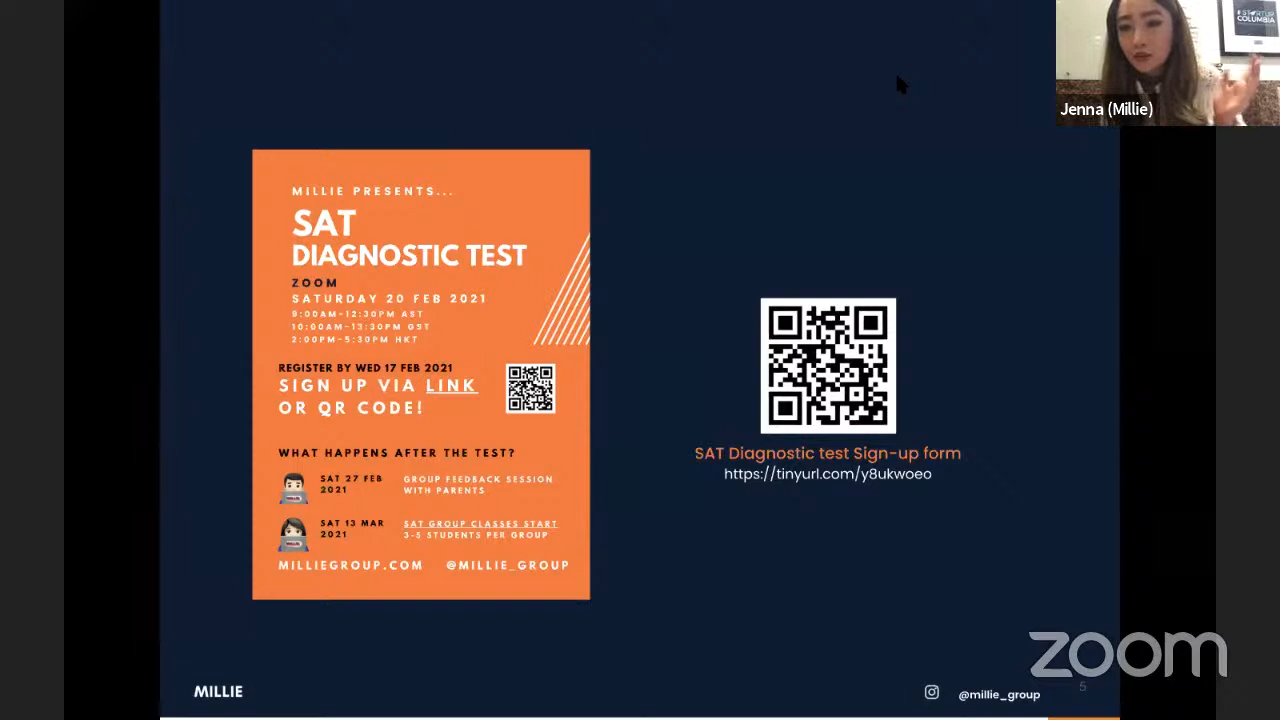 #STARTUP
COLUMBIA
Jenna (Millie)
MILLIE PRESENTS...
SAT
DIAGNOSTIC TEST
ZOOM
SATURDAY 20 FEB 2021
9:00AM-12:30PM AST
10:00AM-13:30PM GST
2:00PM-5:30PM HKT
REGISTER BY WED 17 FEB 2021
SIGN UP VIA LINK
OR QR CODE!
WHAT HAPPENS AFTER THE TEST?
SAT 27 FEB
2021
GROUP FEEDBACK SESSION
WITH PARENTS
SAT 13 MAR
2021
SAT GROUP CLASSES START
3-5 STUDENTS PER GROUP
MILLIEGROUP.COM @MILLIE_GROUP
SAT Diagnostic test Sign-up form
https://tinyurl.com/y8ukwoeo
zoom
MILLIE
@millie_group
5